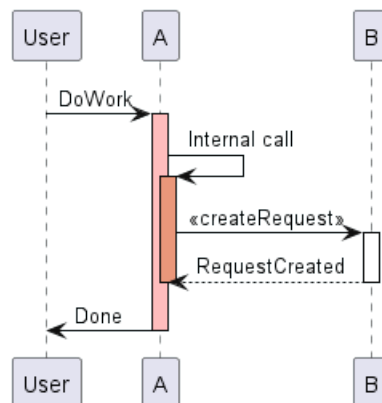 User A B
DoWork
Internal call
«createRequest»
RequestCreated
Done
User A B